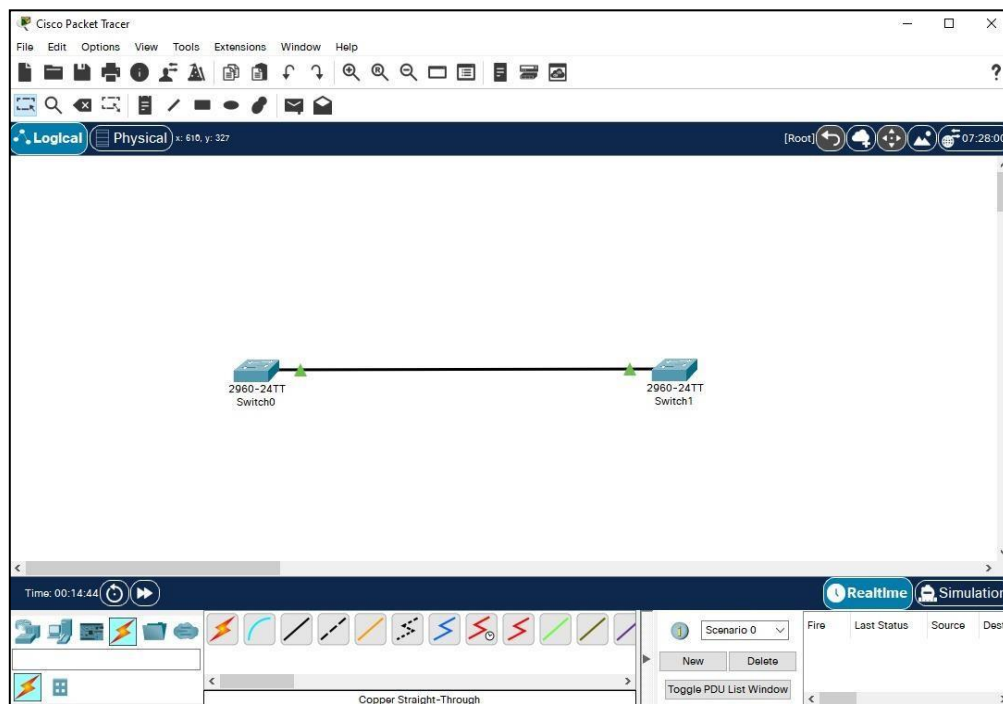 Cisco Packet Tracer
File Edit Options View Tools Extensions Window Help
?
Logical Physical x: 610, y: 327 [Root] 07:28:00
2960-24TT
Switch0
2960-24TT
Switch1
Time: 00:14:44 Realtime Simulation
Scenario 0 Fire Last Status Source Dest
New Delete
Toggle PDU List Window
Copper Straight-Through